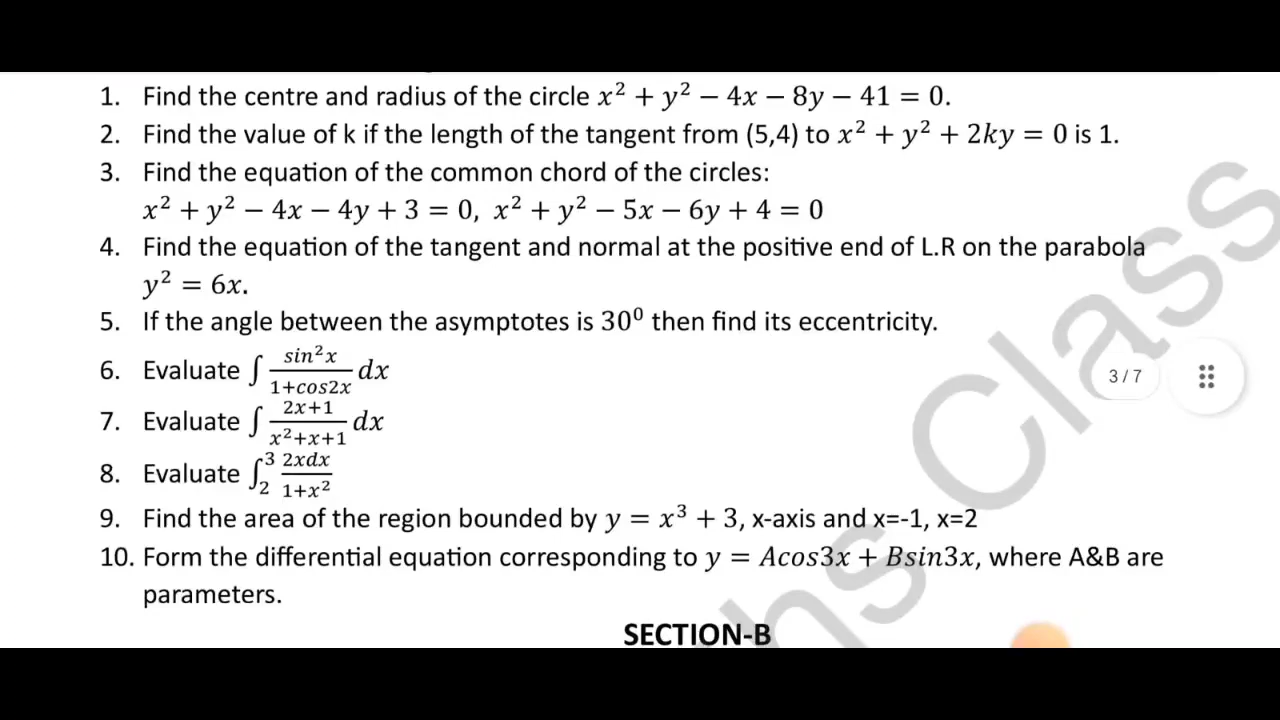 1. Find the centre and radius of the circle x² + y² − 4x − 8y − 41 = 0.
2. Find the value of k if the length of the tangent from (5,4) to x² + y² + 2ky = 0 is 1.
3. Find the equation of the common chord of the circles:
x² + y² − 4x − 4y + 3 = 0, x² + y² − 5x − 6y + 4 = 0
4. Find the equation of the tangent and normal at the positive end of L.R on the parabola
y² = 6x.
5. If the angle between the asymptotes is 30⁰ then find its eccentricity.
6. Evaluate ∫ sin²x / 1+cos2x dx
3 / 7
7. Evaluate ∫ 2x+1 / x²+x+1 dx
8. Evaluate ∫₂³ 2xdx / 1+x²
9. Find the area of the region bounded by y = x³ + 3, x-axis and x=-1, x=2
10. Form the differential equation corresponding to y = Acos3x + Bsin3x, where A&B are
parameters.
SECTION-B
hs Class